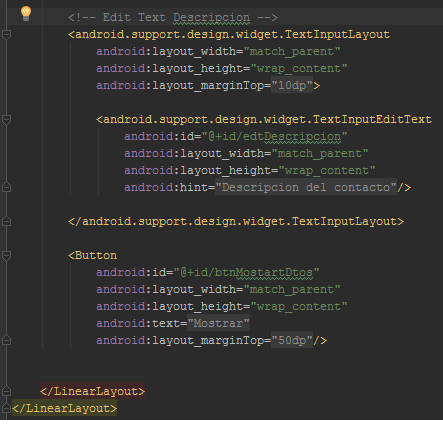 <!-- Edit Text Descripcion -->
<android.support.design.widget.TextInputLayout
android:layout_width="match_parent"
android:layout_height="wrap_content"
android:layout_marginTop="10dp">
<android.support.design.widget.TextInputEditText
android:id="@+id/edtDescripcion"
android:layout_width="match_parent"
android:layout_height="wrap_content"
android:hint="Descripcion del contacto"/>
</android.support.design.widget.TextInputLayout>
<Button
android:id="@+id/btnMostartDtos"
android:layout_width="match_parent"
android:layout_height="wrap_content"
android:text="Mostrar"
android:layout_marginTop="50dp"/>
</LinearLayout>
</LinearLayout>